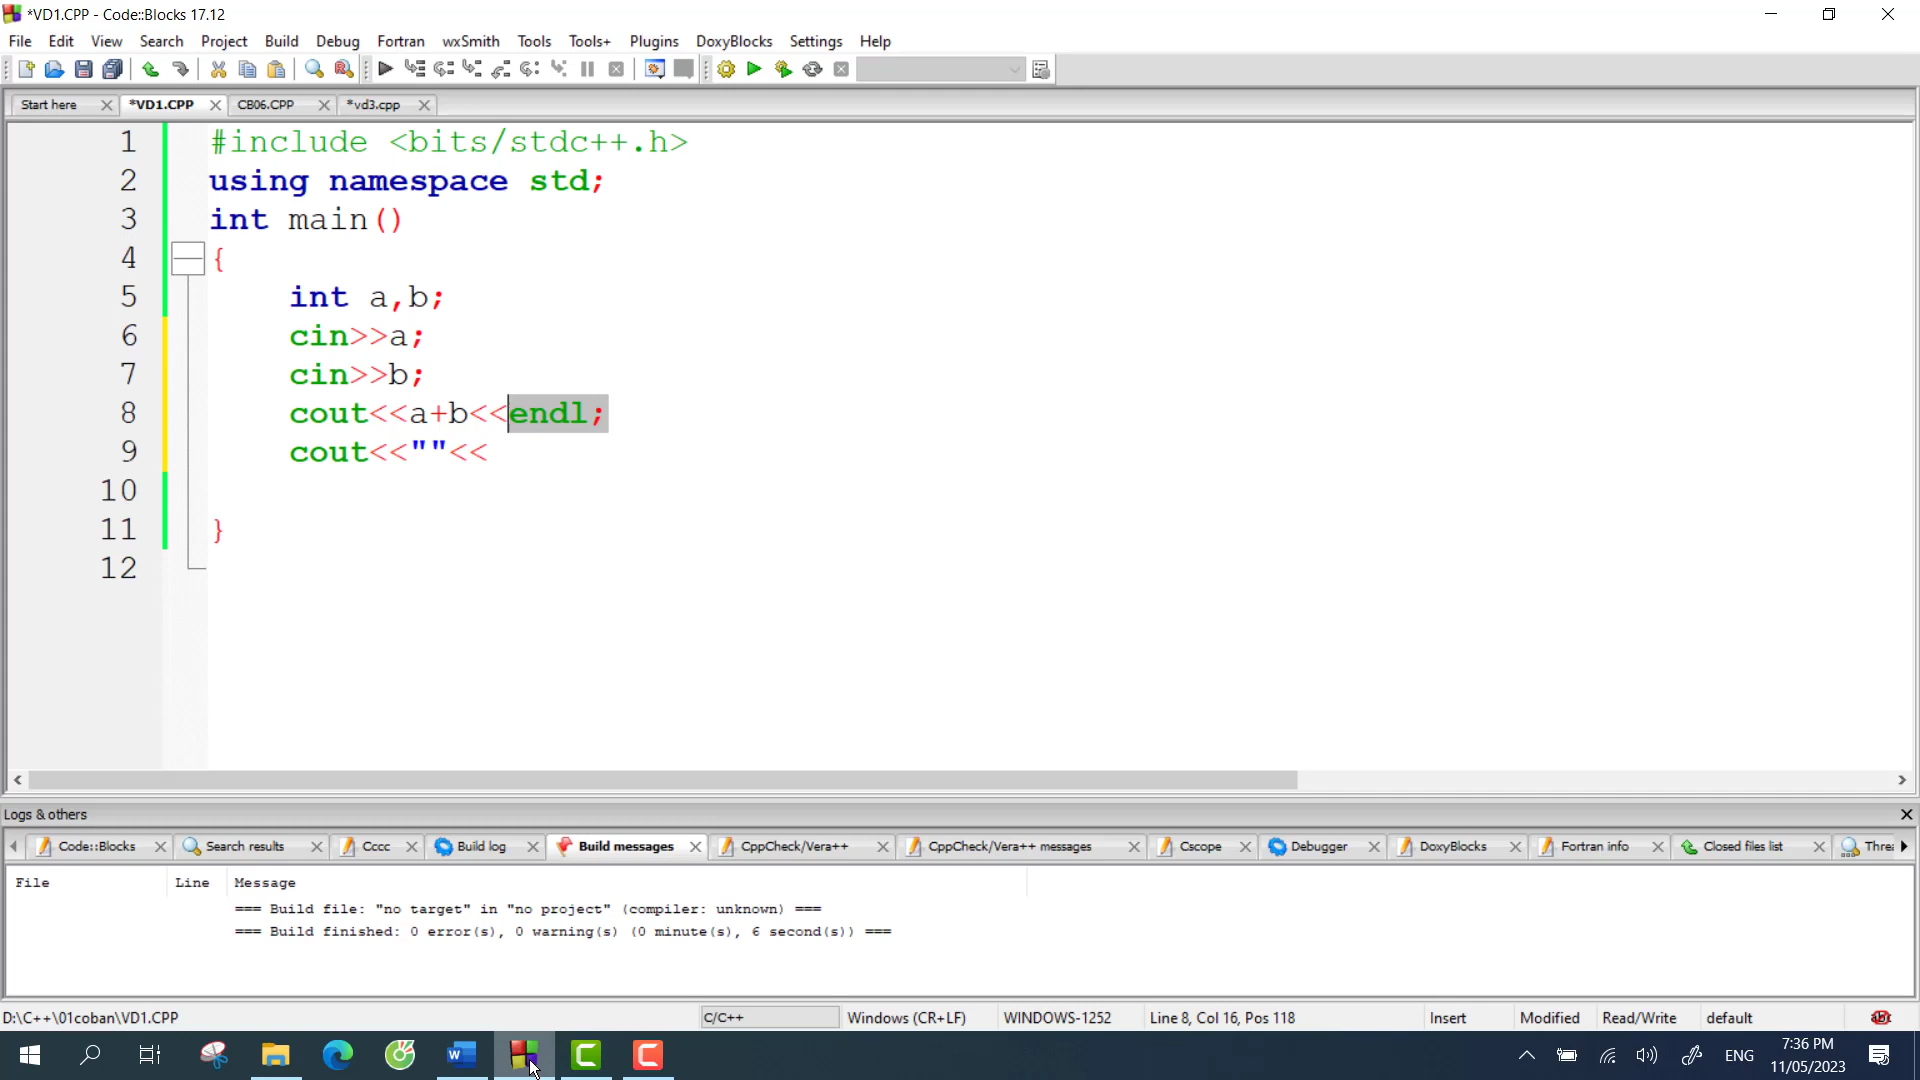 *VD1.CPP - Code::Blocks 17.12
File Edit View Search Project Build Debug Fortran wxSmith Tools Tools+ Plugins DoxyBlocks Settings Help
Start here *VD1.CPP CB06.CPP *vd3.cpp
1 #include <bits/stdc++.h>
2 using namespace std;
3 int main()
4 {
5 int a,b;
6 cin>>a;
7 cin>>b;
8 cout<<a+b<<endl;
9 cout<<""<<
10
11 }
12
Logs & others
Code::Blocks Search results Cccc Build log Build messages CppCheck/Vera++ CppCheck/Vera++ messages Cscope Debugger DoxyBlocks Fortran info Closed files list Threa
File Line Message
=== Build file: "no target" in "no project" (compiler: unknown) ===
=== Build finished: 0 error(s), 0 warning(s) (0 minute(s), 6 second(s)) ===
D:\C++\01coban\VD1.CPP C/C++ Windows (CR+LF) WINDOWS-1252 Line 8, Col 16, Pos 118 Insert Modified Read/Write default
ENG 7:36 PM
11/05/2023